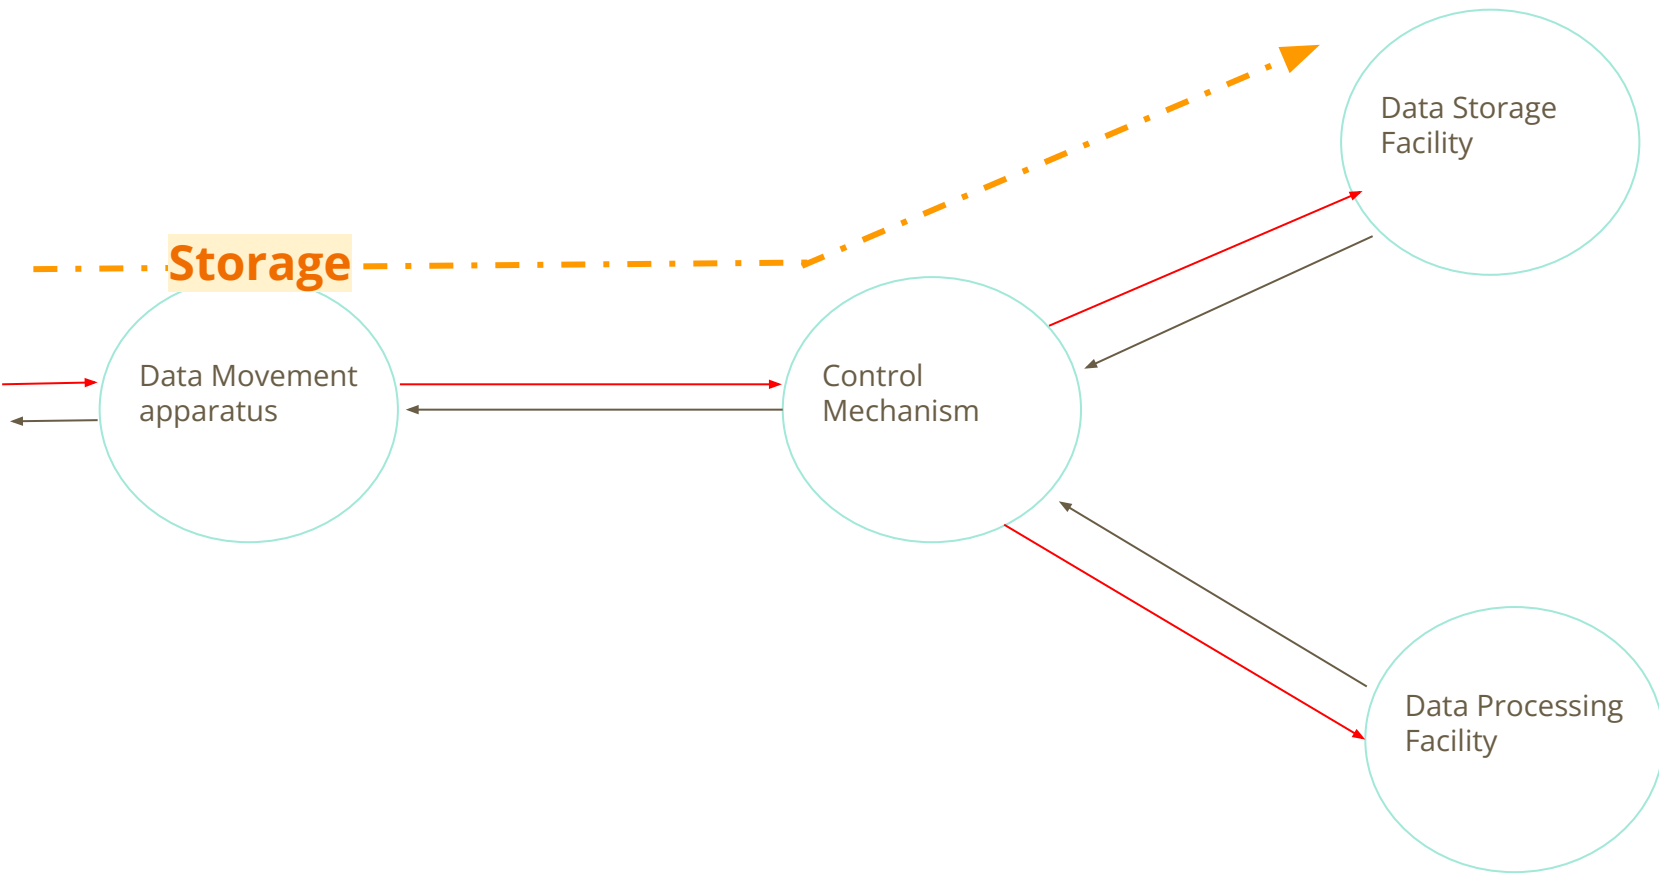 Storage
Data Movement
apparatus
Control
Mechanism
Data Storage
Facility
Data Processing
Facility